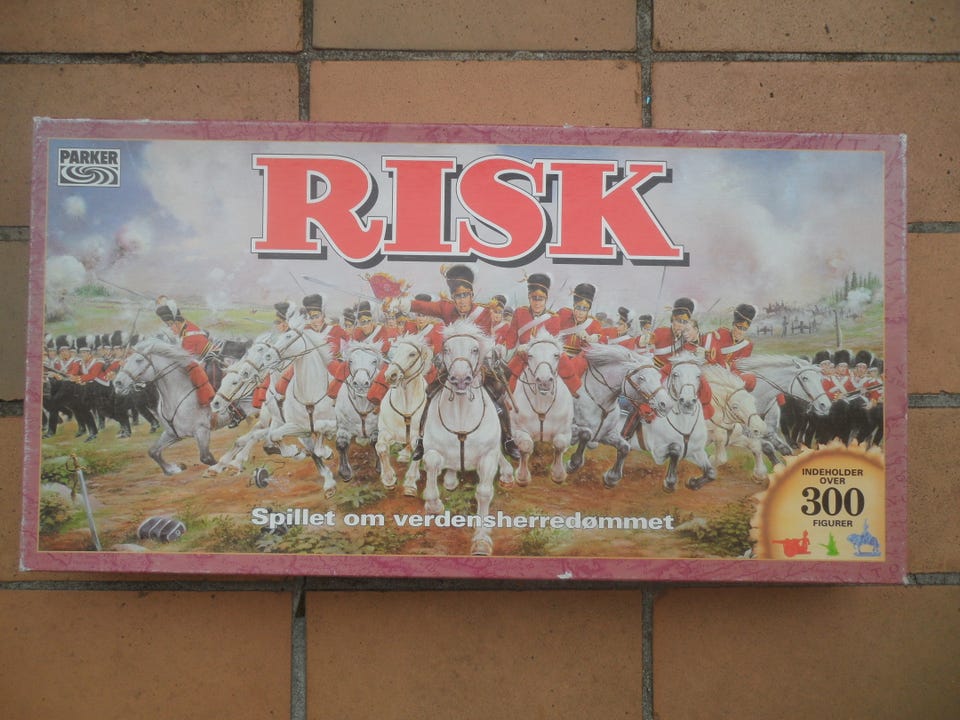 PARKER
RISK
Spillet om verdensherredømmet
INDEHOLDER
OVER
300
FIGURER